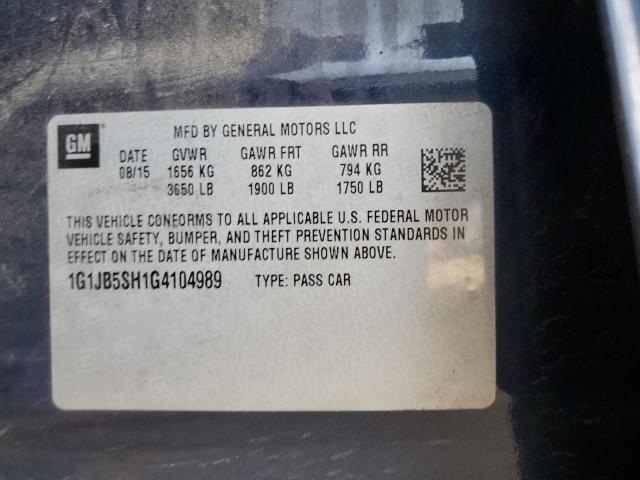 GM
MFD BY GENERAL MOTORS LLC
DATE GVWR GAWR FRT GAWR RR
08/15 1656 KG 862 KG 794 KG
3650 LB 1900 LB 1750 LB
THIS VEHICLE CONFORMS TO ALL APPLICABLE U.S. FEDERAL MOTOR
VEHICLE SAFETY, BUMPER, AND THEFT PREVENTION STANDARDS IN
EFFECT ON THE DATE OF MANUFACTURE SHOWN ABOVE.
1G1JB5SH1G4104989 TYPE: PASS CAR